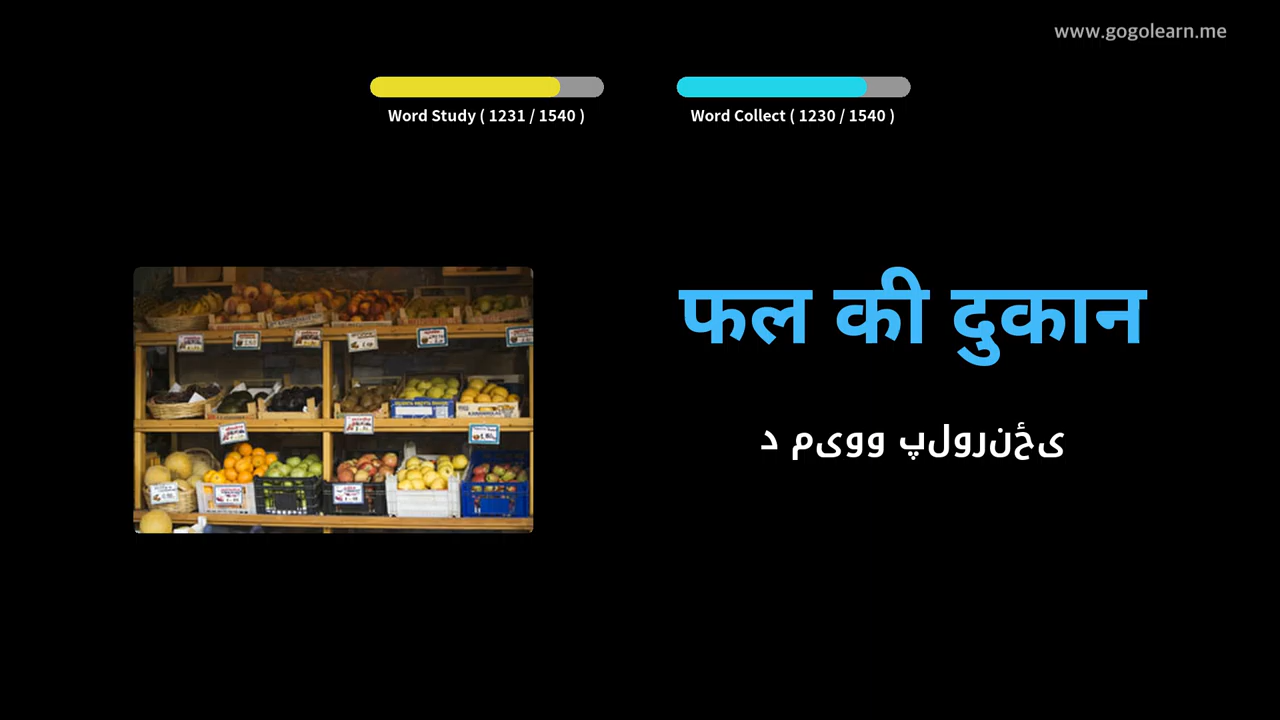 www.gogolearn.me
Word Study ( 1231 / 1540 )
Word Collect ( 1230 / 1540 )
फल की दुकान
د میوو پلورنځی